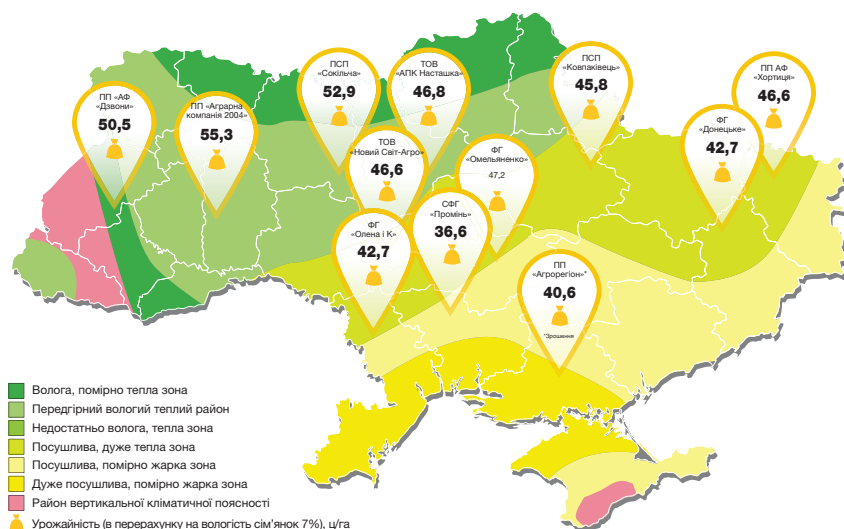 ПСП
«Сокільча»
52,9
ТОВ
«АПК Насташка»
46,8
ПСП
«Ковпаківець»
45,8
ПП АФ
«Хортиця»
46,6
ПП «АФ
«Дзвони»
50,5
ПП «Аграрна
компанія 2004»
55,3
ФГ
«Донецьке»
42,7
ТОВ
«Новий Світ-Агро»
46,6
ФГ
«Омельяненко»
47,2
СФГ
«Промінь»
36,6
ФГ
«Олена і К»
42,7
ПП
«Агрорегіон»*
40,6
*Зрошення
Волога, помірно тепла зона
Передгірний вологий теплий район
Недостатньо волога, тепла зона
Посушлива, дуже тепла зона
Посушлива, помірно жарка зона
Дуже посушлива, помірно жарка зона
Район вертикальної кліматичної поясності
Урожайність (в перерахунку на вологість сім'янок 7%), ц/га